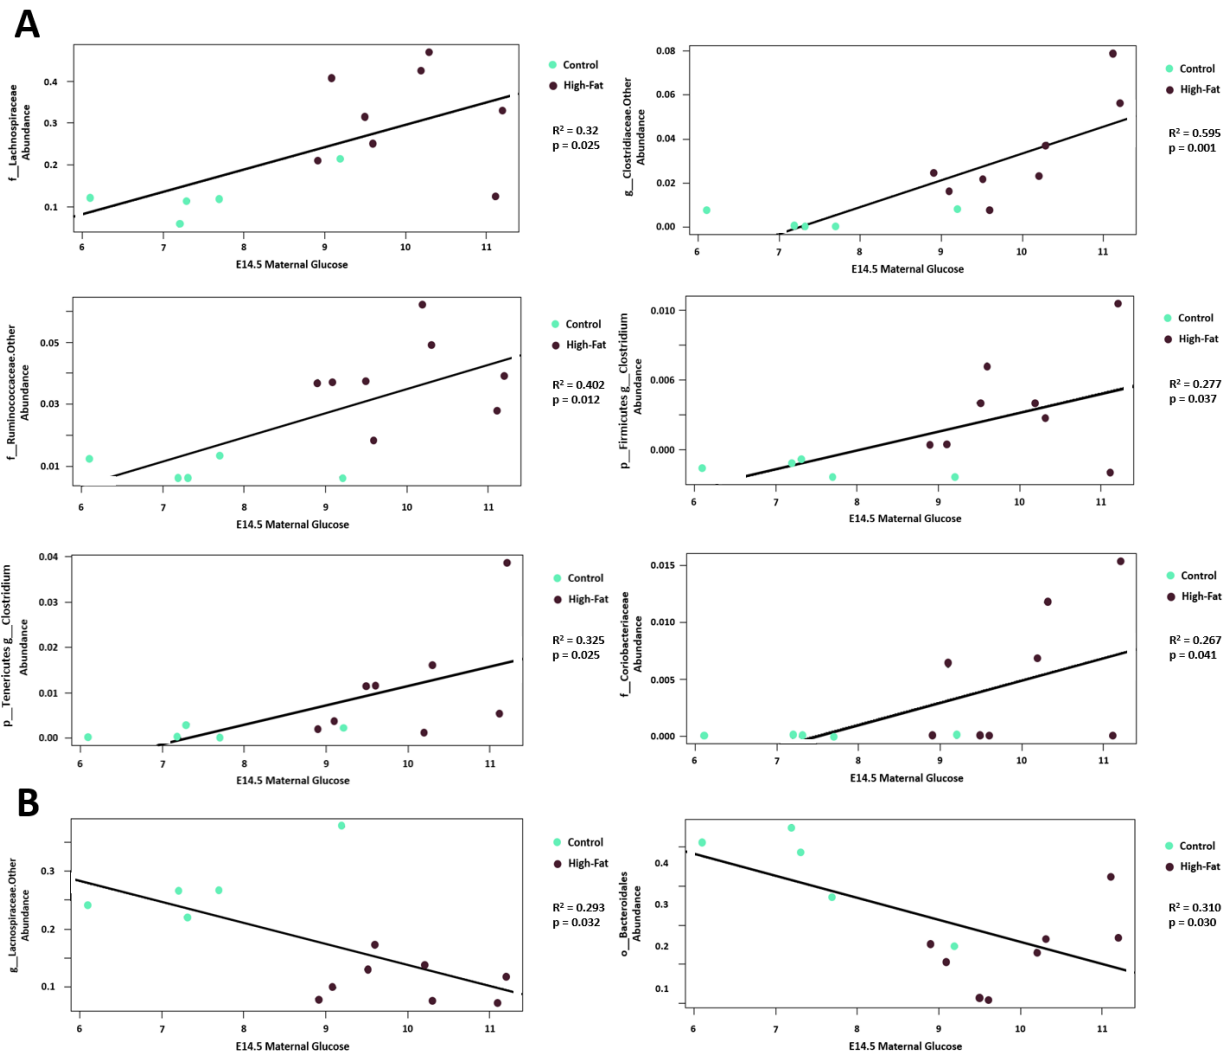 A
f__Lachnospiraceae
Abundance
0.4
0.3
0.2
0.1
6 7 8 9 10 11
E14.5 Maternal Glucose
Control
High-Fat
R² = 0.32
p = 0.025
g__Clostridiaceae.Other
Abundance
0.08
0.06
0.04
0.02
0.00
6 7 8 9 10 11
E14.5 Maternal Glucose
Control
High-Fat
R² = 0.595
p = 0.001
f__Ruminoccaceae.Other
Abundance
0.05
0.03
0.01
6 7 8 9 10 11
E14.5 Maternal Glucose
Control
High-Fat
R² = 0.402
p = 0.012
p__Firmicutes g__Clostridium
Abundance
0.010
0.006
0.000
6 7 8 9 10 11
E14.5 Maternal Glucose
Control
High-Fat
R² = 0.277
p = 0.037
p__Tenericutes g__Clostridium
Abundance
0.04
0.03
0.02
0.01
0.00
6 7 8 9 10 11
E14.5 Maternal Glucose
Control
High-Fat
R² = 0.325
p = 0.025
f__Coriobacteriaceae
Abundance
0.015
0.010
0.005
0.000
6 7 8 9 10 11
E14.5 Maternal Glucose
Control
High-Fat
R² = 0.267
p = 0.041
B
g__Lacnospiraceae.Other
Abundance
0.3
0.2
0.1
6 7 8 9 10 11
E14.5 Maternal Glucose
Control
High-Fat
R² = 0.293
p = 0.032
o__Bacteroidales
Abundance
0.4
0.3
0.2
0.1
6 7 8 9 10 11
E14.5 Maternal Glucose
Control
High-Fat
R² = 0.310
p = 0.030